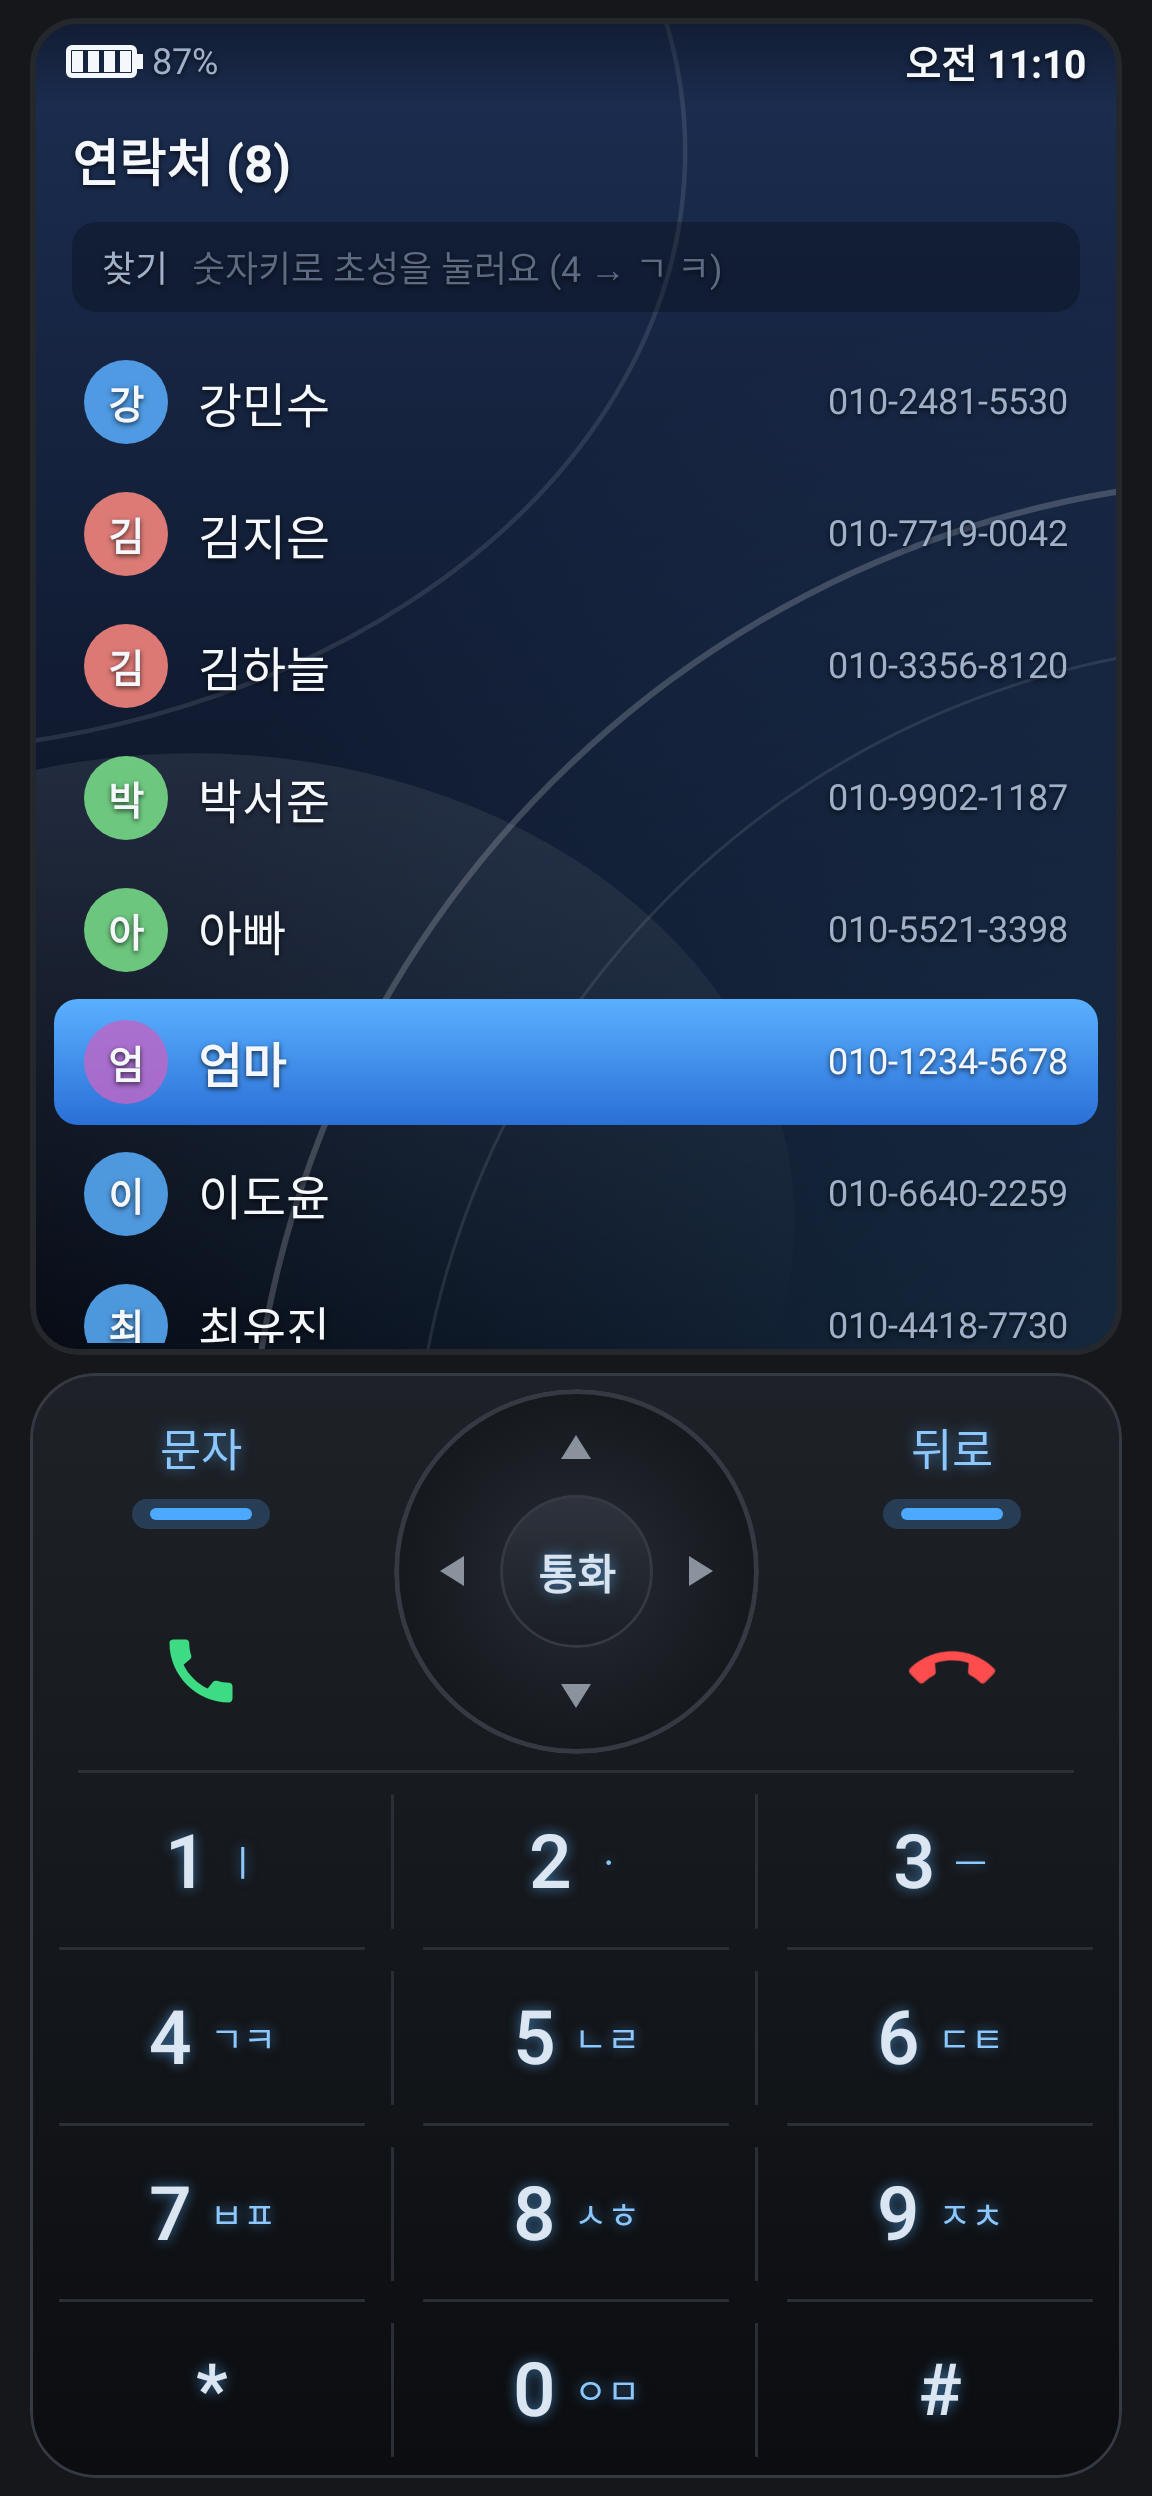 87% 오전 11:10
연락처 (8)
찾기 숫자키로 초성을 눌러요 (4 → ㄱ ㅋ)
강 강민수 010-2481-5530
김 김지은 010-7719-0042
김 김하늘 010-3356-8120
박 박서준 010-9902-1187
아 아빠 010-5521-3398
엄 엄마 010-1234-5678
이 이도윤 010-6640-2259
최 최유진 010-4418-7730
문자 뒤로
통화
1 ㅣ 2 · 3 ㅡ
4 ㄱㅋ 5 ㄴㄹ 6 ㄷㅌ
7 ㅂㅍ 8 ㅅㅎ 9 ㅈㅊ
* 0 ㅇㅁ #